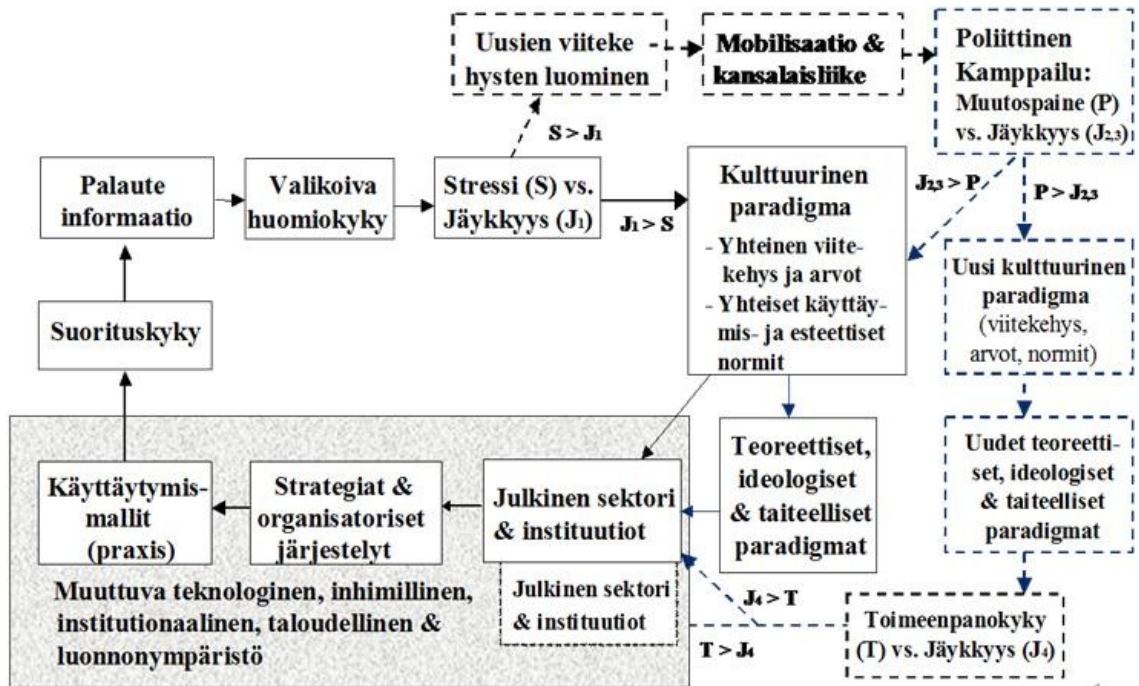 Uusien viiteke
hysten luominen
Mobilisaatio &
kansalaisliike
Poliittinen
Kamppailu:
Muutospaine (P)
vs. Jäykkyys (J2,3)
S > J1
Palaute
informaatio
Valikoiva
huomiokyky
Stressi (S) vs.
Jäykkyys (J1)
J1 > S
Kulttuurinen
paradigma
- Yhteinen viite-
kehys ja arvot
- Yhteiset käyttäy-
mis- ja esteettiset
normit
J2,3 > P
P > J2,3
Uusi kulttuurinen
paradigma
(viitekehys,
arvot, normit)
Suorituskyky
Käyttäytymis-
mallit
(praxis)
Strategiat &
organisatoriset
järjestelyt
Julkinen sektori
& instituutiot
Teoreettiset,
ideologiset
& taiteelliset
paradigmat
Uudet teoreetti-
set, ideologiset
& taiteelliset
paradigmat
Muuttuva teknologinen, inhimillinen,
institutionaalinen, taloudellinen &
luonnonympäristö
Julkinen sektori
& instituutiot
J4 > T
T > J4
Toimeenpanokyky
(T) vs. Jäykkyys (J4)